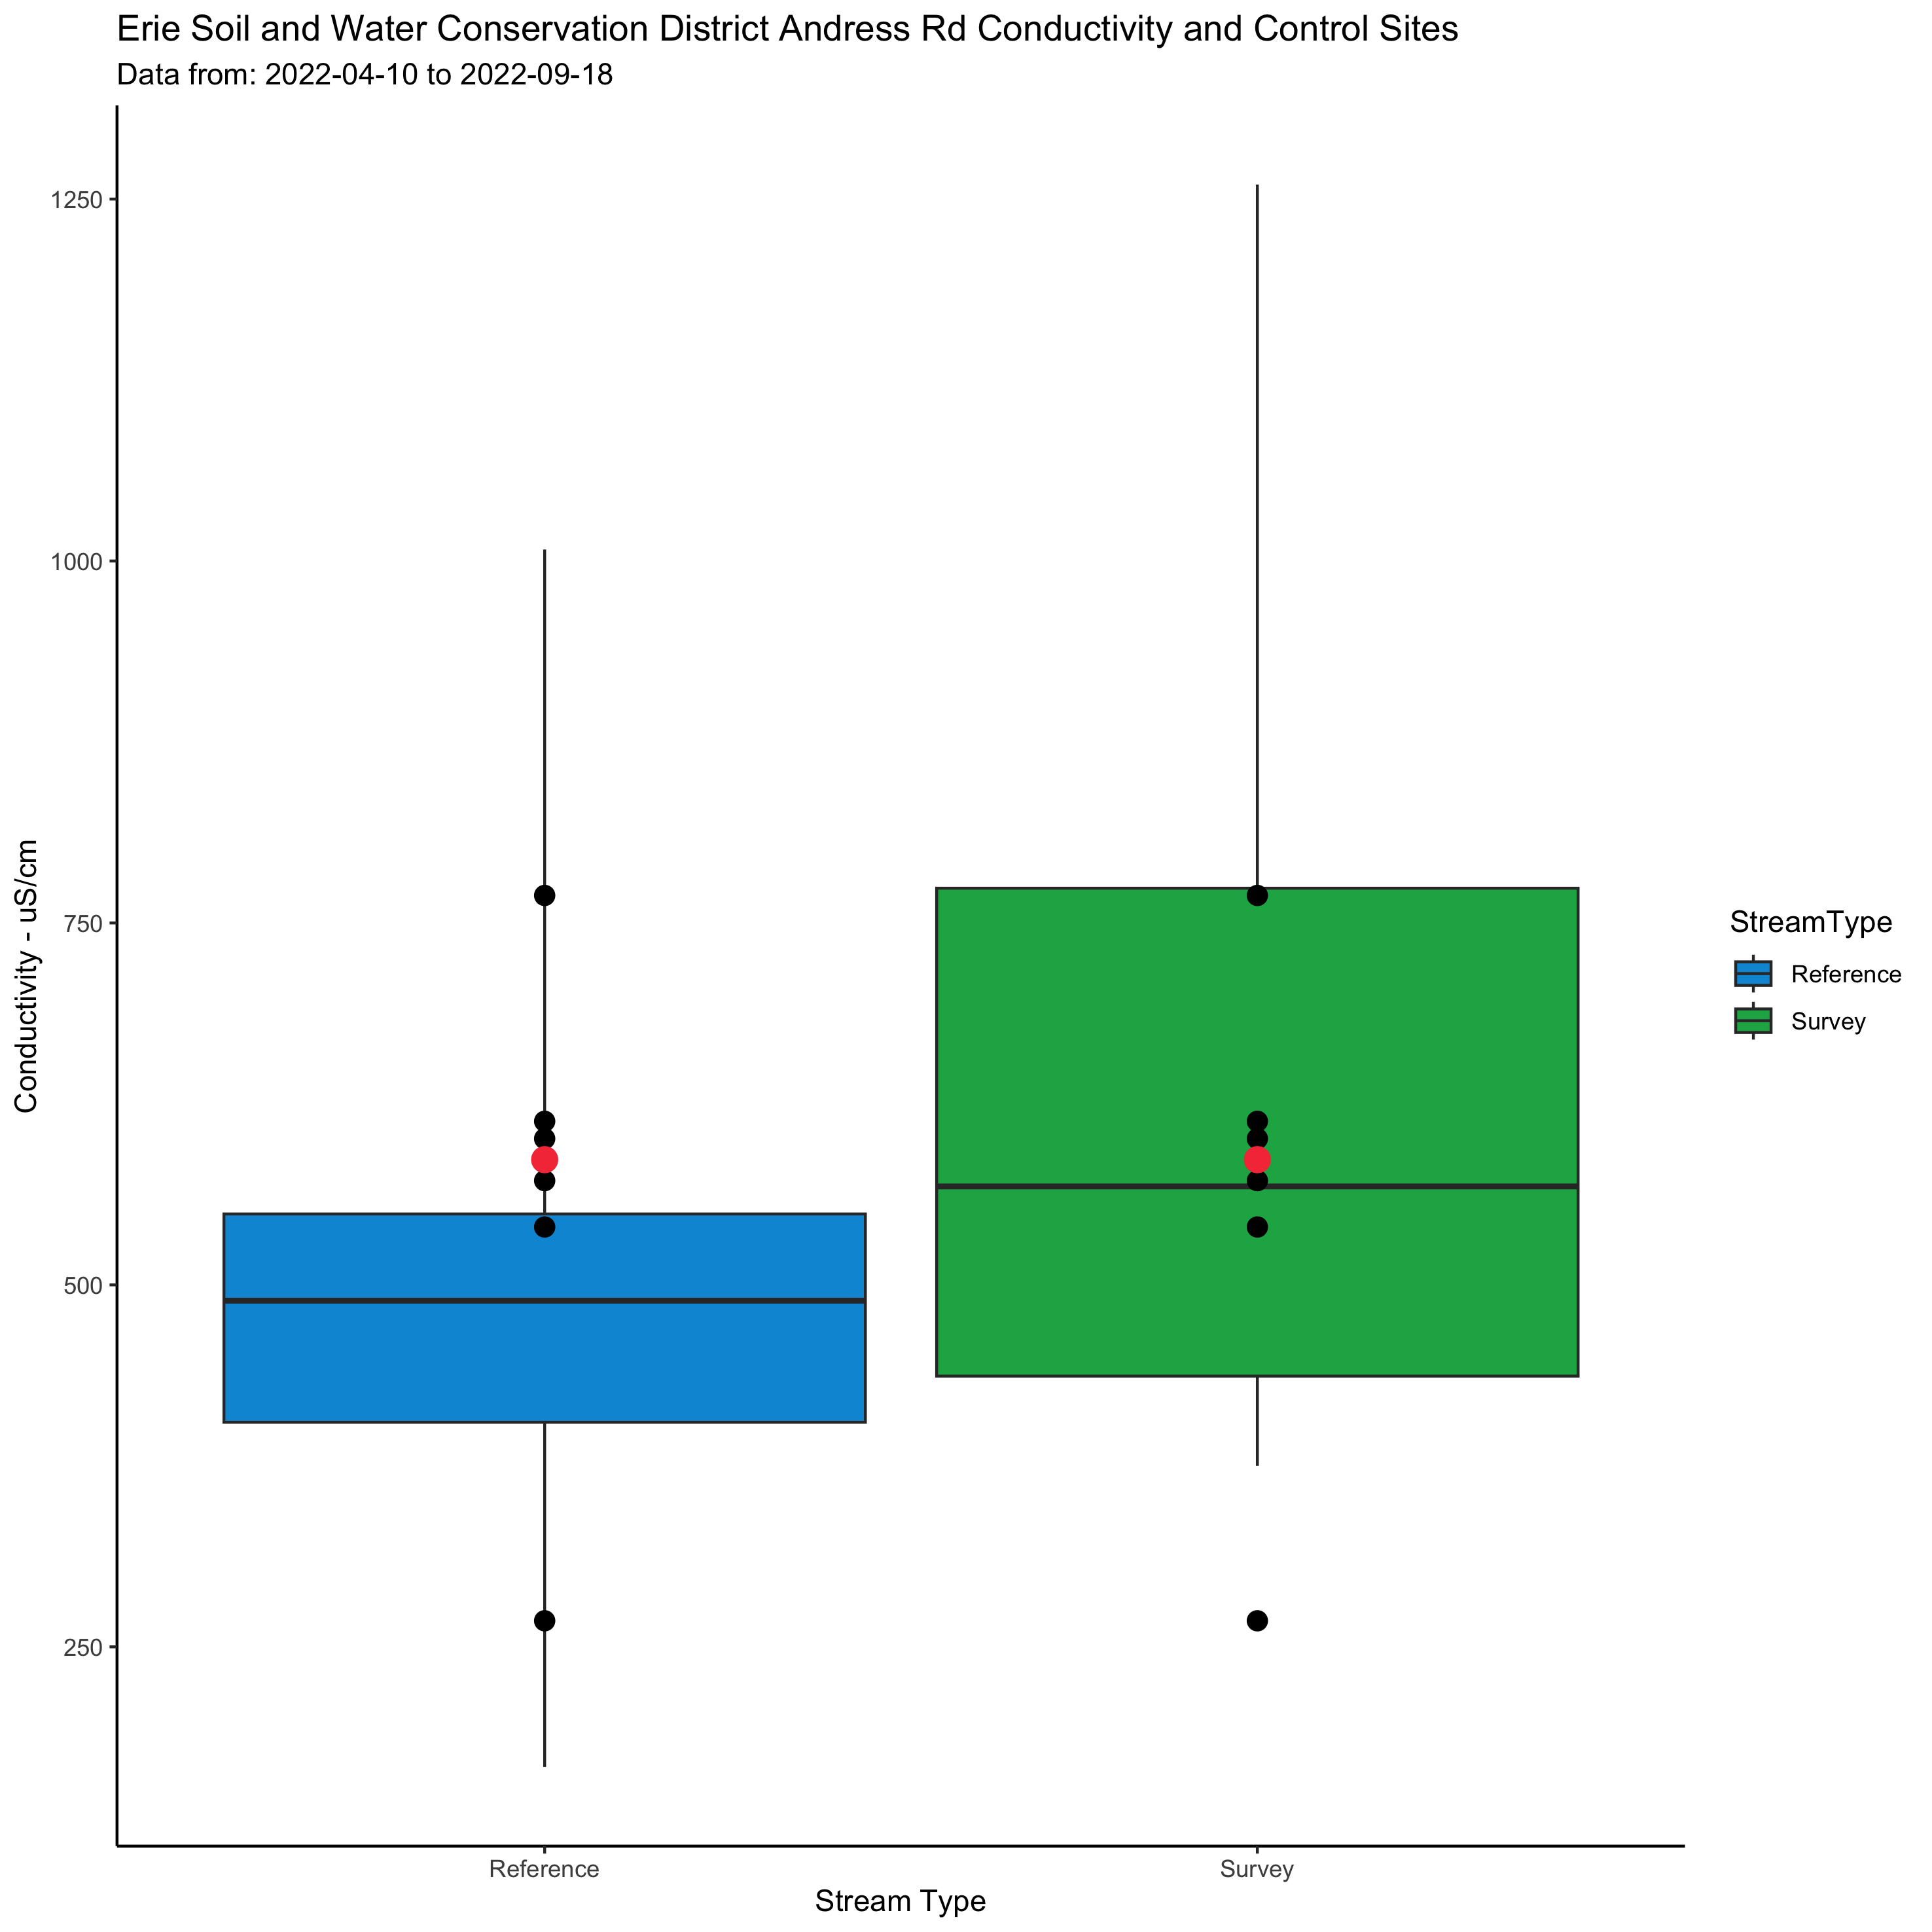 Erie Soil and Water Conservation District Andress Rd Conductivity and Control Sites
Data from: 2022-04-10 to 2022-09-18
Conductivity - uS/cm
1250
1000
750
500
250
Reference
Survey
Stream Type
StreamType
Reference
Survey